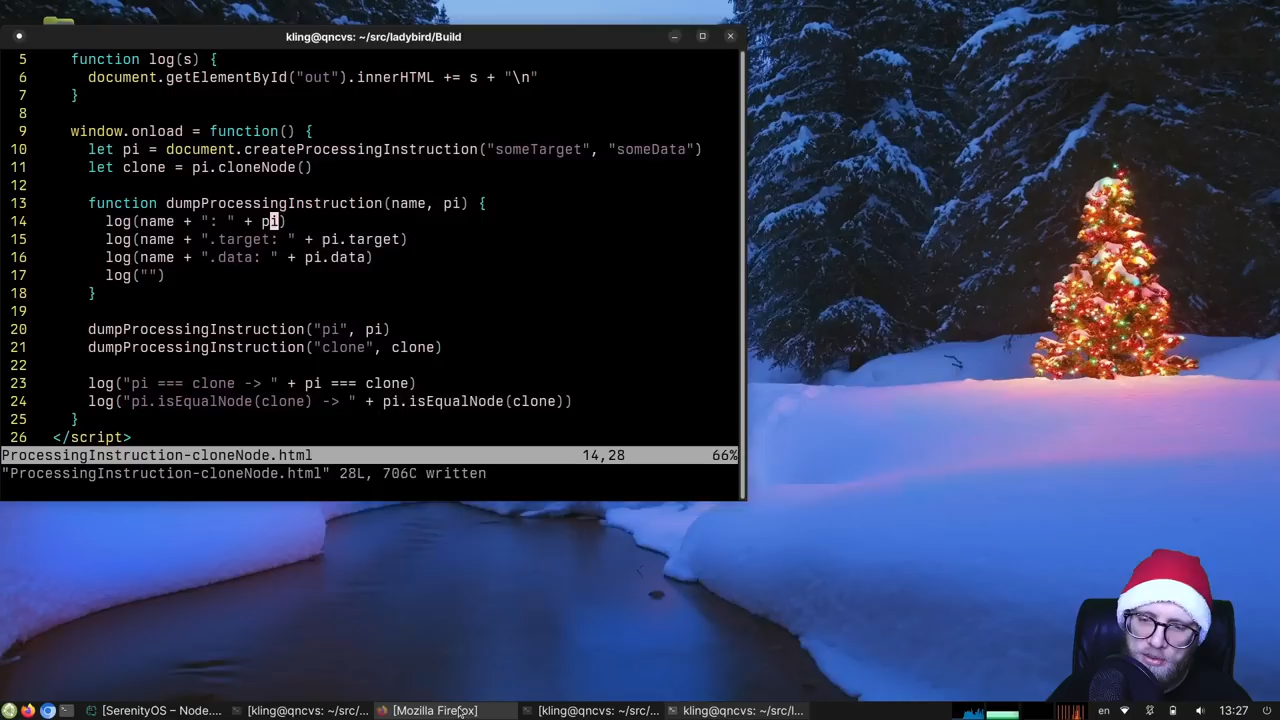 kling@qncvs: ~/src/ladybird/Build
5 function log(s) {
6 document.getElementById("out").innerHTML += s + "\n"
7 }
8
9 window.onload = function() {
10 let pi = document.createProcessingInstruction("someTarget", "someData")
11 let clone = pi.cloneNode()
12
13 function dumpProcessingInstruction(name, pi) {
14 log(name + ": " + pi)
15 log(name + ".target: " + pi.target)
16 log(name + ".data: " + pi.data)
17 log("")
18 }
19
20 dumpProcessingInstruction("pi", pi)
21 dumpProcessingInstruction("clone", clone)
22
23 log("pi === clone -> " + pi === clone)
24 log("pi.isEqualNode(clone) -> " + pi.isEqualNode(clone))
25 }
26 </script>
ProcessingInstruction-cloneNode.html 14,28 66%
"ProcessingInstruction-cloneNode.html" 28L, 706C written
[SerenityOS – Node.... [kling@qncvs: ~/src/... [Mozilla Firefox] [kling@qncvs: ~/src/... kling@qncvs: ~/src/l... en 13:27